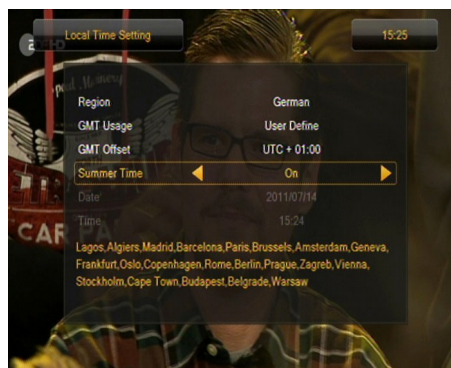 Local Time Setting
15:25
Region German
GMT Usage User Define
GMT Offset UTC + 01:00
Summer Time On
Date 2011/07/14
Time 15:24
Lagos,Algiers,Madrid,Barcelona,Paris,Brussels,Amsterdam,Geneva,
Frankfurt,Oslo,Copenhagen,Rome,Berlin,Prague,Zagreb,Vienna,
Stockholm,Cape Town,Budapest,Belgrade,Warsaw
HD
CAR